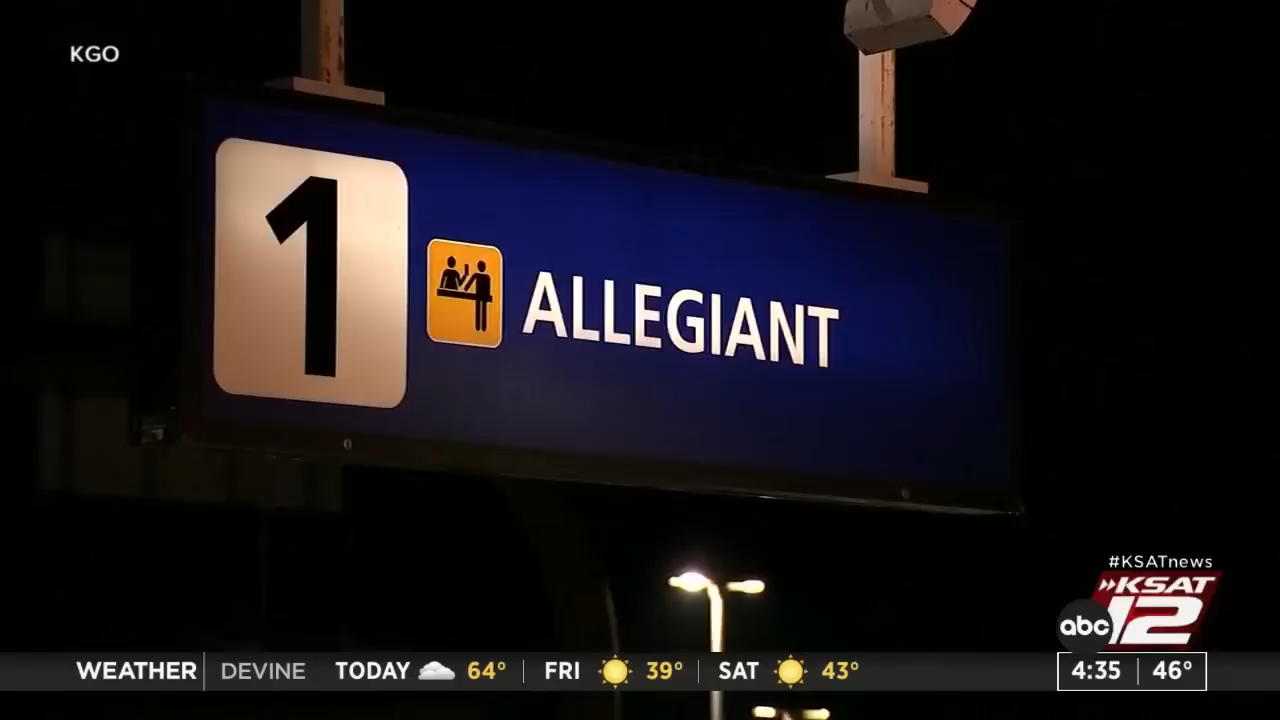 KGO
1 ALLEGIANT
#KSATnews
KSAT
abc 12
WEATHER DEVINE TODAY 64° FRI 39° SAT 43° 4:35 46°